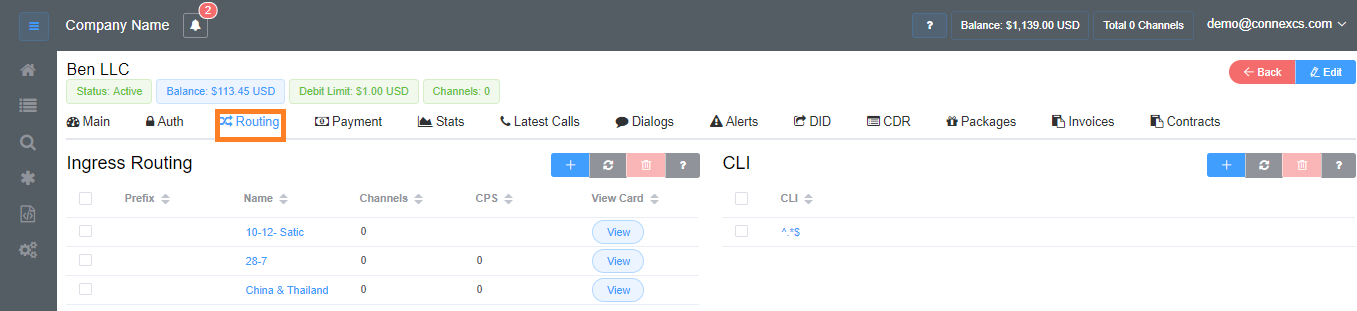 Company Name 2 ? Balance: $1,139.00 USD Total 0 Channels demo@connexcs.com
Ben LLC Back Edit
Status: Active Balance: $113.45 USD Debit Limit: $1.00 USD Channels: 0
Main Auth Routing Payment Stats Latest Calls Dialogs Alerts DID CDR Packages Invoices Contracts
Ingress Routing + ? CLI + ?
Prefix Name Channels CPS View Card CLI
10-12- Satic 0 View ^.*$
28-7 0 0 View
China & Thailand 0 0 View